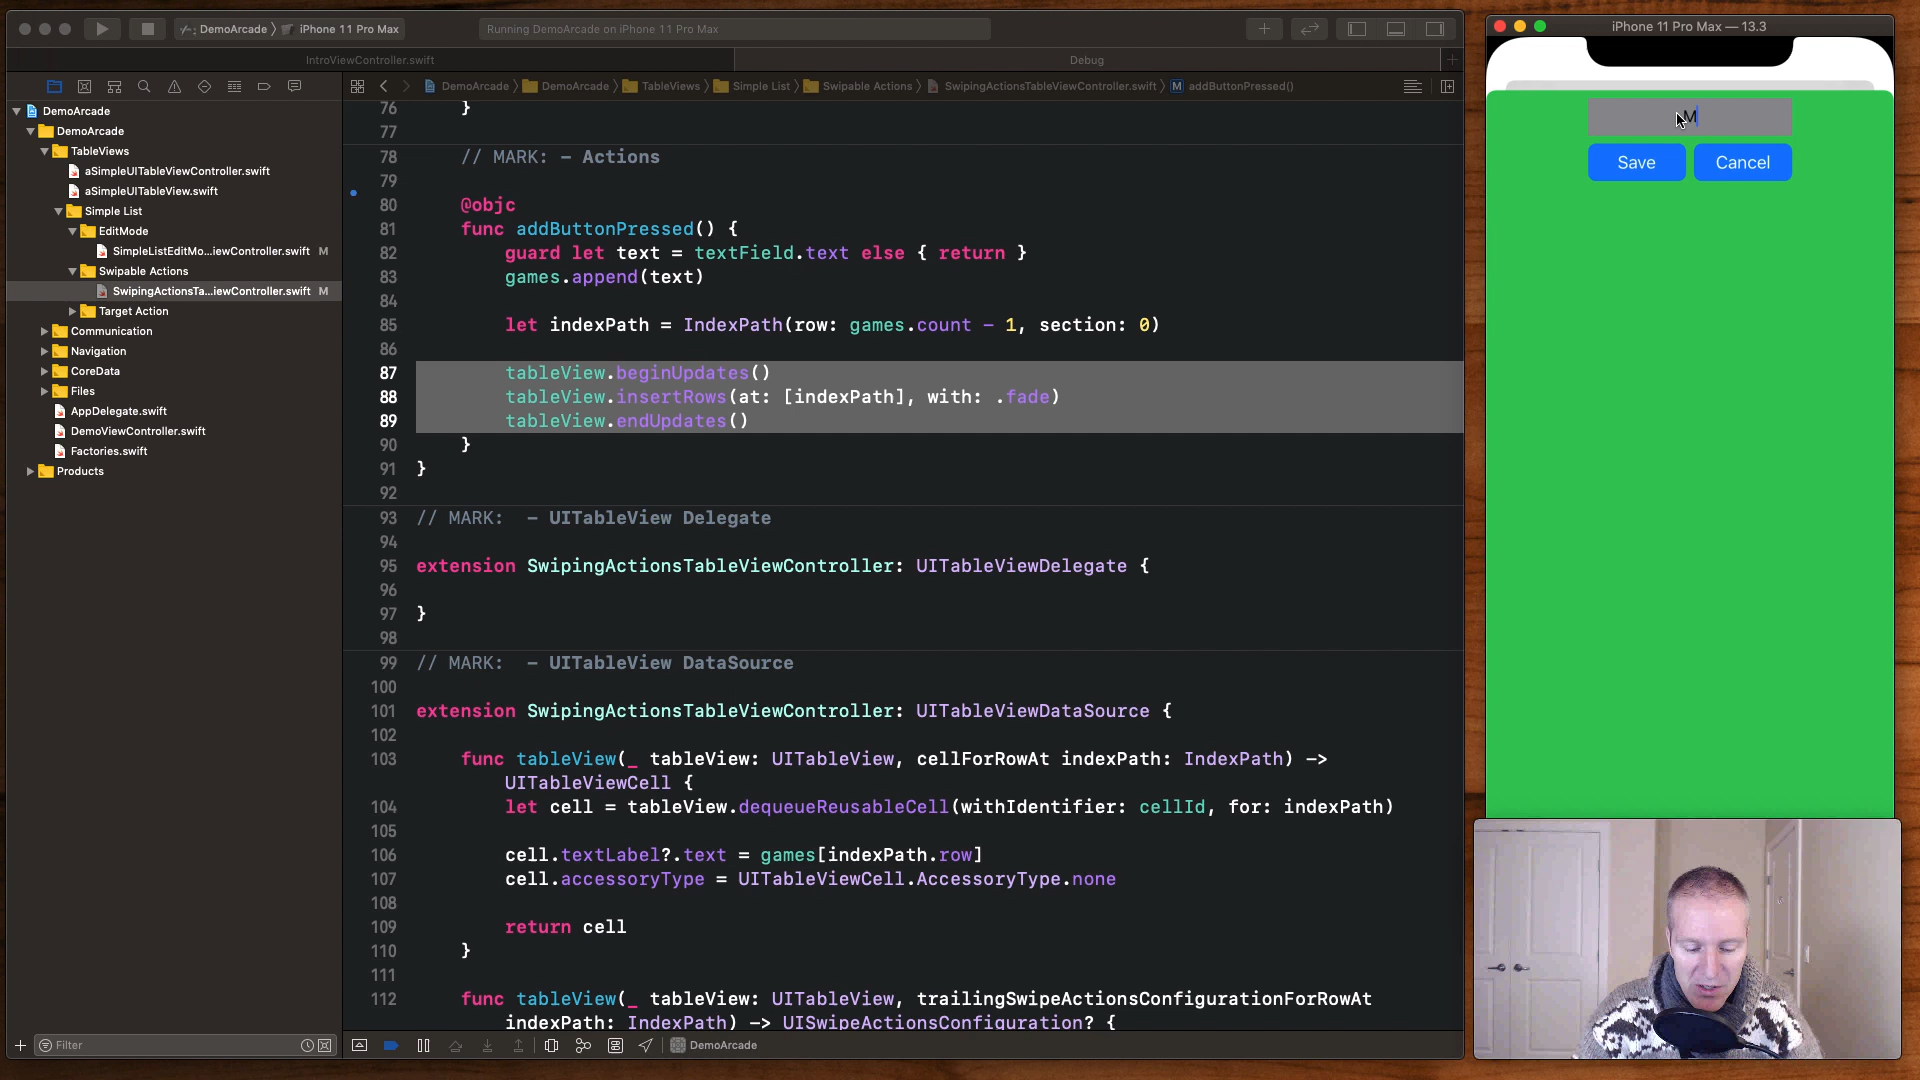 DemoArcade 〉 iPhone 11 Pro Max
Running DemoArcade on iPhone 11 Pro Max
IntroViewController.swift
Debug
DemoArcade 〉 DemoArcade 〉 TableViews 〉 Simple List 〉 Swipable Actions 〉 SwipingActionsTableViewController.swift 〉 M addButtonPressed()
DemoArcade
DemoArcade
TableViews
aSimpleUITableViewController.swift
aSimpleUITableView.swift
Simple List
EditMode
SimpleListEditMo...iewController.swift M
Swipable Actions
SwipingActionsTa...iewController.swift M
Target Action
Communication
Navigation
CoreData
Files
AppDelegate.swift
DemoViewController.swift
Factories.swift
Products
Filter
76 }
77
78 // MARK: - Actions
79
80 @objc
81 func addButtonPressed() {
82 guard let text = textField.text else { return }
83 games.append(text)
84
85 let indexPath = IndexPath(row: games.count - 1, section: 0)
86
87 tableView.beginUpdates()
88 tableView.insertRows(at: [indexPath], with: .fade)
89 tableView.endUpdates()
90 }
91 }
92
93 // MARK:  - UITableView Delegate
94
95 extension SwipingActionsTableViewController: UITableViewDelegate {
96
97 }
98
99 // MARK:  - UITableView DataSource
100
101 extension SwipingActionsTableViewController: UITableViewDataSource {
102
103 func tableView(_ tableView: UITableView, cellForRowAt indexPath: IndexPath) ->
UITableViewCell {
104 let cell = tableView.dequeueReusableCell(withIdentifier: cellId, for: indexPath)
105
106 cell.textLabel?.text = games[indexPath.row]
107 cell.accessoryType = UITableViewCell.AccessoryType.none
108
109 return cell
110 }
111
112 func tableView(_ tableView: UITableView, trailingSwipeActionsConfigurationForRowAt
indexPath: IndexPath) -> UISwipeActionsConfiguration? {
DemoArcade
iPhone 11 Pro Max — 13.3
M
Save Cancel